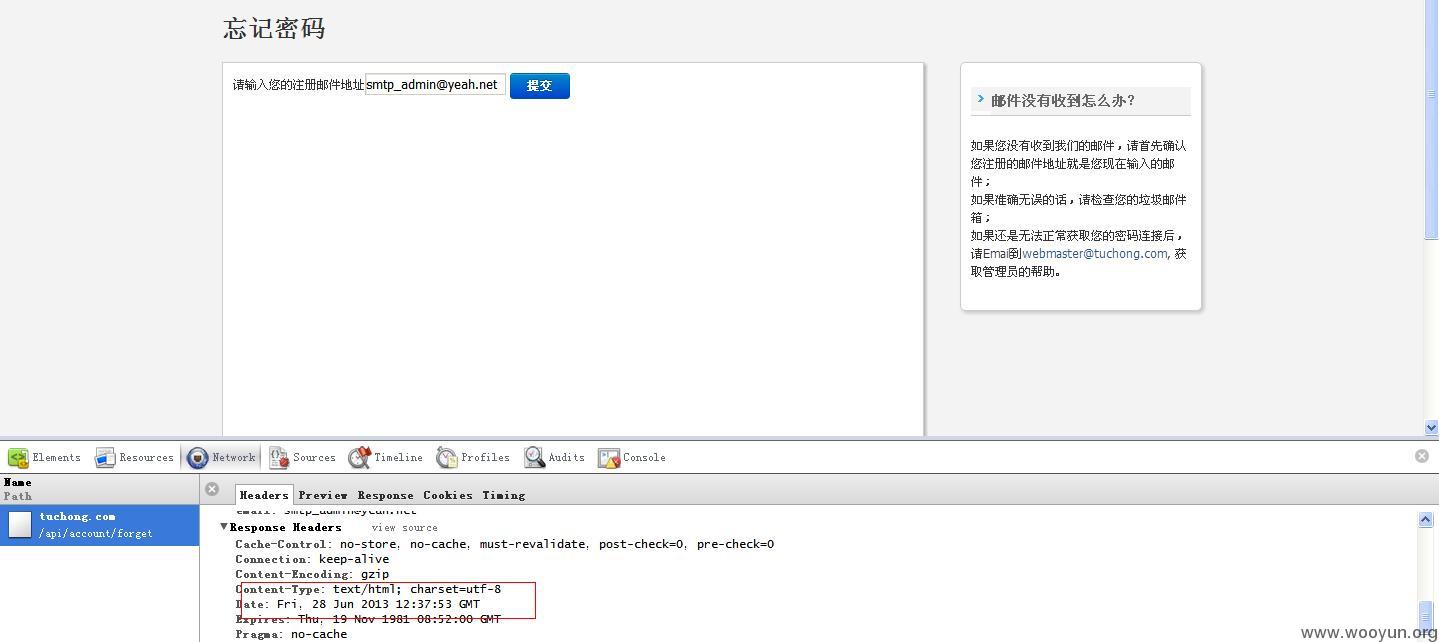 忘记密码
请输入您的注册邮件地址 smtp_admin@yeah.net 提交
邮件没有收到怎么办?
如果您没有收到我们的邮件，请首先确认
您注册的邮件地址就是您现在输入的邮
件；
如果准确无误的话，请检查您的垃圾邮件
箱；
如果还是无法正常获取您的密码连接后，
请Email到webmaster@tuchong.com, 获
取管理员的帮助。
Elements Resources Network Sources Timeline Profiles Audits Console
Name
Path
Headers Preview Response Cookies Timing
tuchong.com
/api/account/forget
email: smtp_admin@yeah.net
Response Headers view source
Cache-Control: no-store, no-cache, must-revalidate, post-check=0, pre-check=0
Connection: keep-alive
Content-Encoding: gzip
Content-Type: text/html; charset=utf-8
Date: Fri, 28 Jun 2013 12:37:53 GMT
Expires: Thu, 19 Nov 1981 08:52:00 GMT
Pragma: no-cache
www.wooyun.org